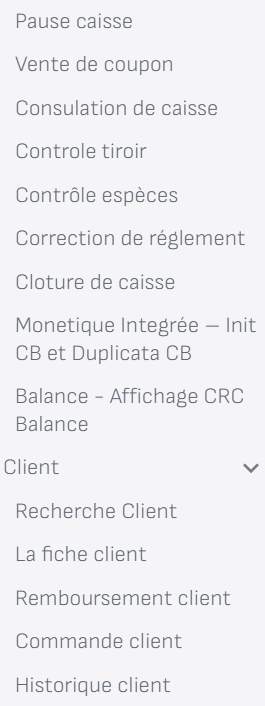 Pause caisse
Vente de coupon
Consulation de caisse
Controle tiroir
Contrôle espèces
Correction de réglement
Cloture de caisse
Monetique Integrée – Init
CB et Duplicata CB
Balance - Affichage CRC
Balance
Client
Recherche Client
La fiche client
Remboursement client
Commande client
Historique client